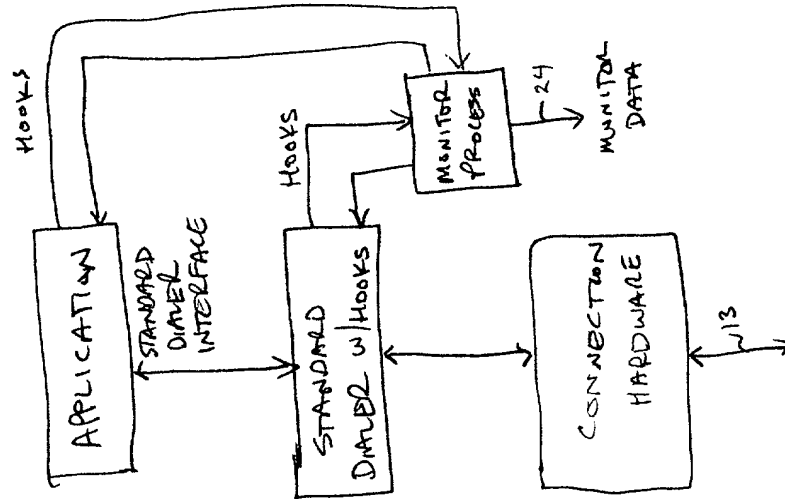 HOOKS
APPLICATION
STANDARD
DIALER
INTERFACE
HOOKS
STANDARD
DIALER W/HOOKS
MONITOR
PROCESS
24
MONITOR
DATA
CONNECTION
HARDWARE
13